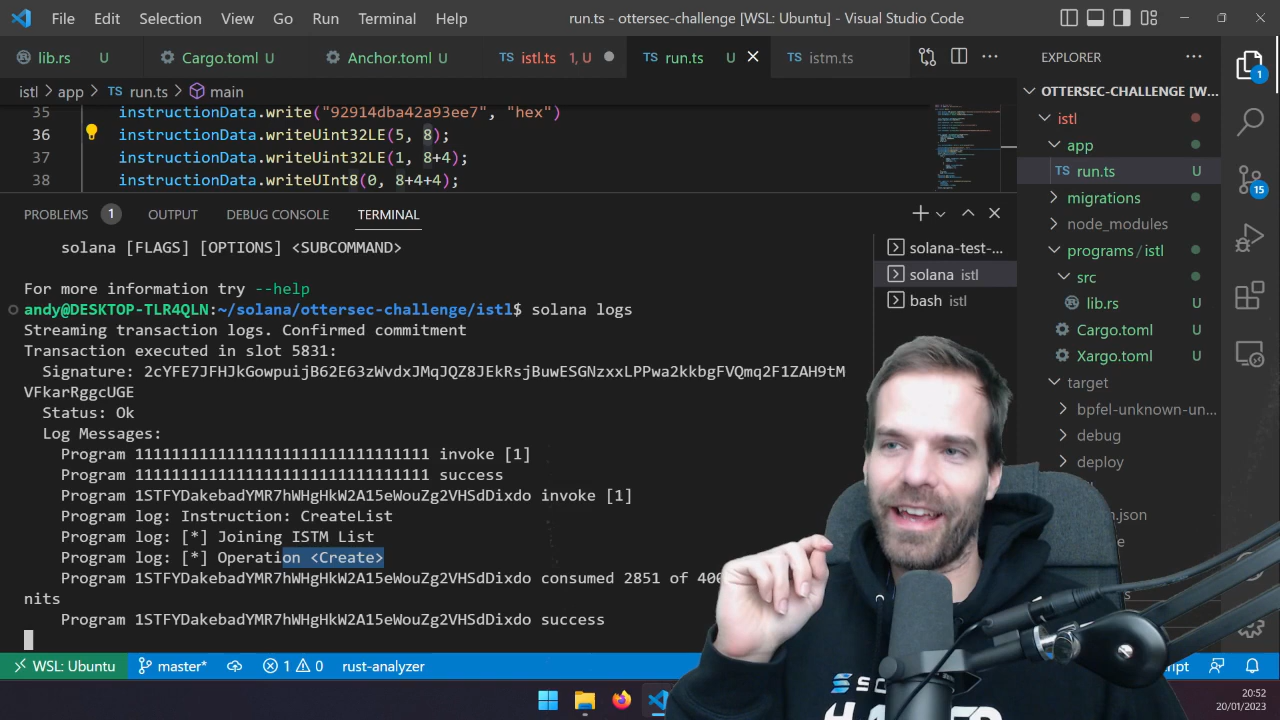 File Edit Selection View Go Run Terminal Help run.ts - ottersec-challenge [WSL: Ubuntu] - Visual Studio Code
lib.rs U Cargo.toml U Anchor.toml U TS istl.ts 1, U TS run.ts U TS istm.ts
istl > app > TS run.ts > main
35 instructionData.write("92914dba42a93ee7", "hex")
36 instructionData.writeUint32LE(5, 8);
37 instructionData.writeUint32LE(1, 8+4);
38 instructionData.writeUInt8(0, 8+4+4);
PROBLEMS 1 OUTPUT DEBUG CONSOLE TERMINAL
solana [FLAGS] [OPTIONS] <SUBCOMMAND>
For more information try --help
andy@DESKTOP-TLR4QLN:~/solana/ottersec-challenge/istl$ solana logs
Streaming transaction logs. Confirmed commitment
Transaction executed in slot 5831:
Signature: 2cYFE7JFHJkGowpuijB62E63zWvdxJMqJQZ8JEkRsjBuwESGNzxxLPPwa2kkbgFVQmq2F1ZAH9tM
VFkarRggcUGE
Status: Ok
Log Messages:
Program 11111111111111111111111111111111 invoke [1]
Program 11111111111111111111111111111111 success
Program 1STFYDakebadYMR7hWHgHkW2A15eWouZg2VHSdDixdo invoke [1]
Program log: Instruction: CreateList
Program log: [*] Joining ISTM List
Program log: [*] Operation <Create>
Program 1STFYDakebadYMR7hWHgHkW2A15eWouZg2VHSdDixdo consumed 2851 of 400
nits
Program 1STFYDakebadYMR7hWHgHkW2A15eWouZg2VHSdDixdo success
solana-test-...
solana istl
bash istl
EXPLORER
OTTERSEC-CHALLENGE [W...
istl
app
TS run.ts U
migrations
node_modules
programs / istl
src
lib.rs U
Cargo.toml U
Xargo.toml U
target
bpfel-unknown-un...
debug
deploy
1
15
WSL: Ubuntu master* 1 0 rust-analyzer
20:52
20/01/2023